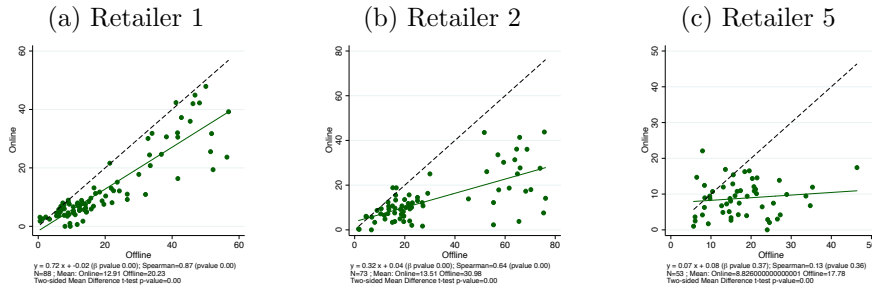 (a) Retailer 1
(b) Retailer 2
(c) Retailer 5
60
40
20
0
Online
0
20
40
60
Offline
y = 0.72 x + -0.02 (β pvalue 0.00); Spearman=0.87 (pvalue 0.00)
N=88 ; Mean: Online=12.91 Offline=20.23
Two-sided Mean Difference t-test p-value=0.00
80
60
40
20
0
Online
0
20
40
60
80
Offline
y = 0.32 x + 0.04 (β pvalue 0.00); Spearman=0.64 (pvalue 0.00)
N=73 ; Mean: Online=13.51 Offline=30.98
Two-sided Mean Difference t-test p-value=0.00
50
40
30
20
10
0
Online
0
10
20
30
40
50
Offline
y = 0.07 x + 0.08 (β pvalue 0.37); Spearman=0.13 (pvalue 0.36)
N=53 ; Mean: Online=8.826000000000001 Offline=17.78
Two-sided Mean Difference t-test p-value=0.00